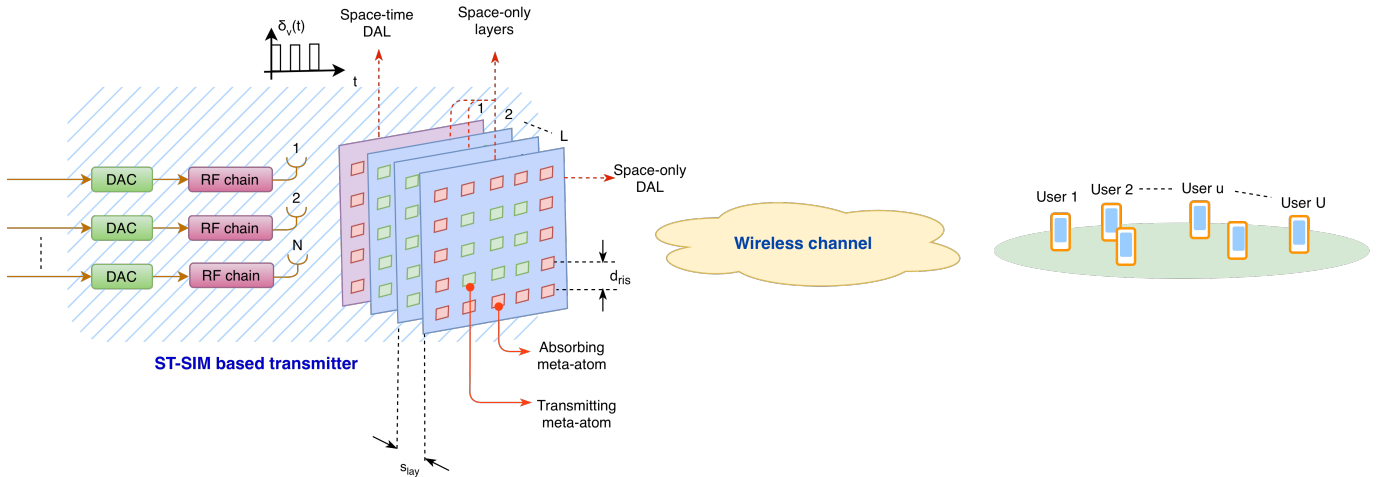 δv(t)
t
Space-time
DAL
Space-only
layers
1
2
L
Space-only
DAL
1
DAC
RF chain
2
DAC
RF chain
N
DAC
RF chain
dris
Absorbing
meta-atom
Transmitting
meta-atom
slay
ST-SIM based transmitter
Wireless channel
User 1
User 2
User u
User U